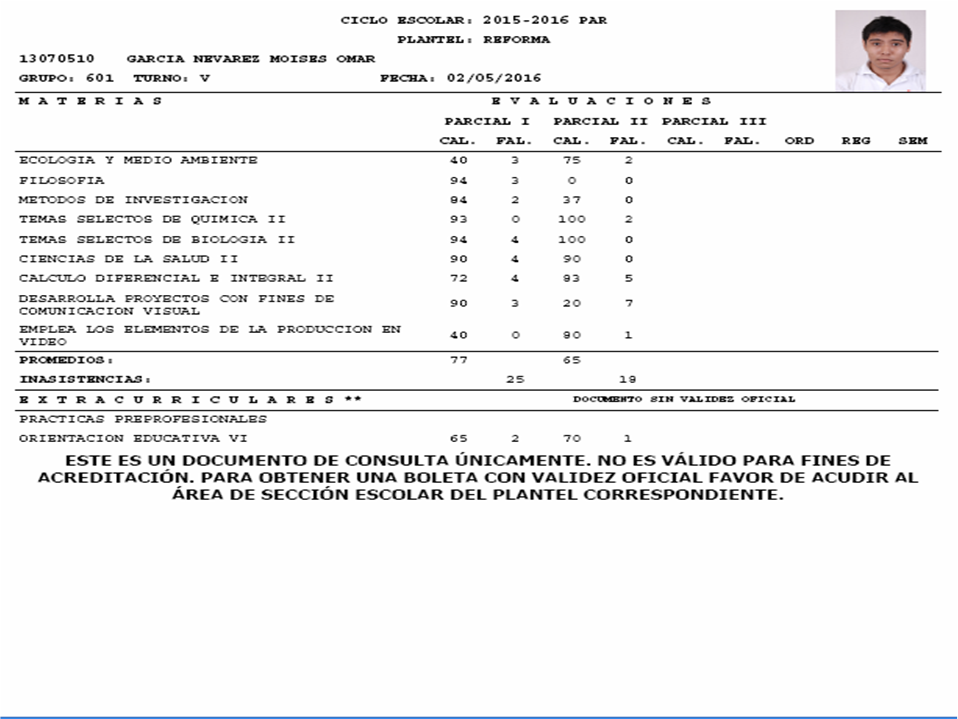 CICLO ESCOLAR: 2015-2016 PAR
PLANTEL: REFORMA
13070510 GARCIA NEVAREZ MOISES OMAR
GRUPO: 601 TURNO: V FECHA: 02/05/2016
M A T E R I A S E V A L U A C I O N E S
PARCIAL I PARCIAL II PARCIAL III
CAL. FAL. CAL. FAL. CAL. FAL. ORD REG SEM
ECOLOGIA Y MEDIO AMBIENTE 40 3 75 2
FILOSOFIA 94 3 0 0
METODOS DE INVESTIGACION 84 2 37 0
TEMAS SELECTOS DE QUIMICA II 93 0 100 2
TEMAS SELECTOS DE BIOLOGIA II 94 4 100 0
CIENCIAS DE LA SALUD II 90 4 90 0
CALCULO DIFERENCIAL E INTEGRAL II 72 4 83 5
DESARROLLA PROYECTOS CON FINES DE
COMUNICACION VISUAL 90 3 20 7
EMPLEA LOS ELEMENTOS DE LA PRODUCCION EN
VIDEO 40 0 80 1
PROMEDIOS: 77 65
INASISTENCIAS: 25 19
E X T R A C U R R I C U L A R E S ** DOCUMENTO SIN VALIDEZ OFICIAL
PRACTICAS PREPROFESIONALES
ORIENTACION EDUCATIVA VI 65 2 70 1
ESTE ES UN DOCUMENTO DE CONSULTA ÚNICAMENTE. NO ES VÁLIDO PARA FINES DE
ACREDITACIÓN. PARA OBTENER UNA BOLETA CON VALIDEZ OFICIAL FAVOR DE ACUDIR AL
ÁREA DE SECCIÓN ESCOLAR DEL PLANTEL CORRESPONDIENTE.